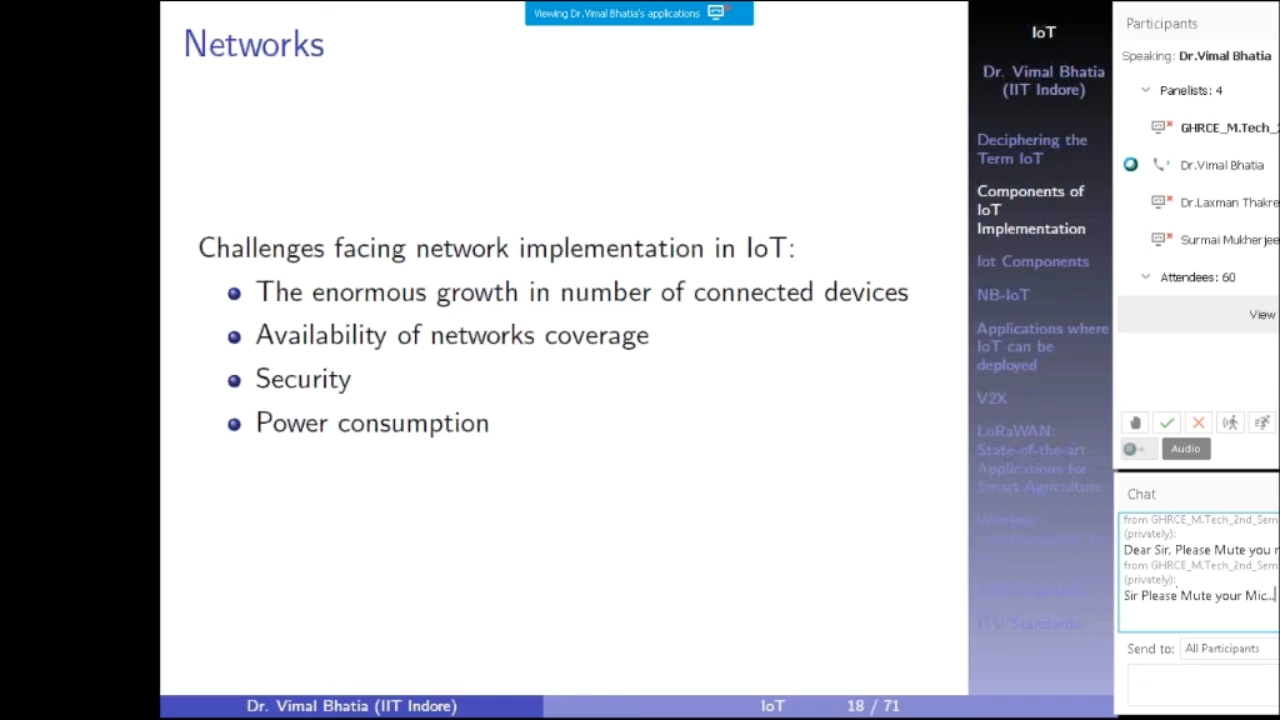 Viewing Dr.Vimal Bhatia's applications
Networks
Challenges facing network implementation in IoT:
The enormous growth in number of connected devices
Availability of networks coverage
Security
Power consumption
Dr. Vimal Bhatia (IIT Indore)
IoT
18 / 71
IoT
Dr. Vimal Bhatia
(IIT Indore)
Deciphering the
Term IoT
Components of
IoT
Implementation
Iot Components
NB-IoT
Applications where
IoT can be
deployed
V2X
LoRaWAN:
State-of-the-art
Applications for
Smart Agriculture
ITU Standards
Participants
Speaking: Dr.Vimal Bhatia
Panelists: 4
GHRCE_M.Tech_2
Dr.Vimal Bhatia
Dr.Laxman Thakre
Surmai Mukherjee
Attendees: 60
View
Audio
Chat
from GHRCE_M.Tech_2nd_Sem
(privately):
Dear Sir, Please Mute you r
from GHRCE_M.Tech_2nd_Sem
(privately):
Sir Please Mute your Mic...
Send to: All Participants